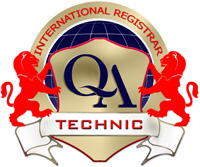 INTERNATIONAL REGISTRAR
QA
TECHNIC